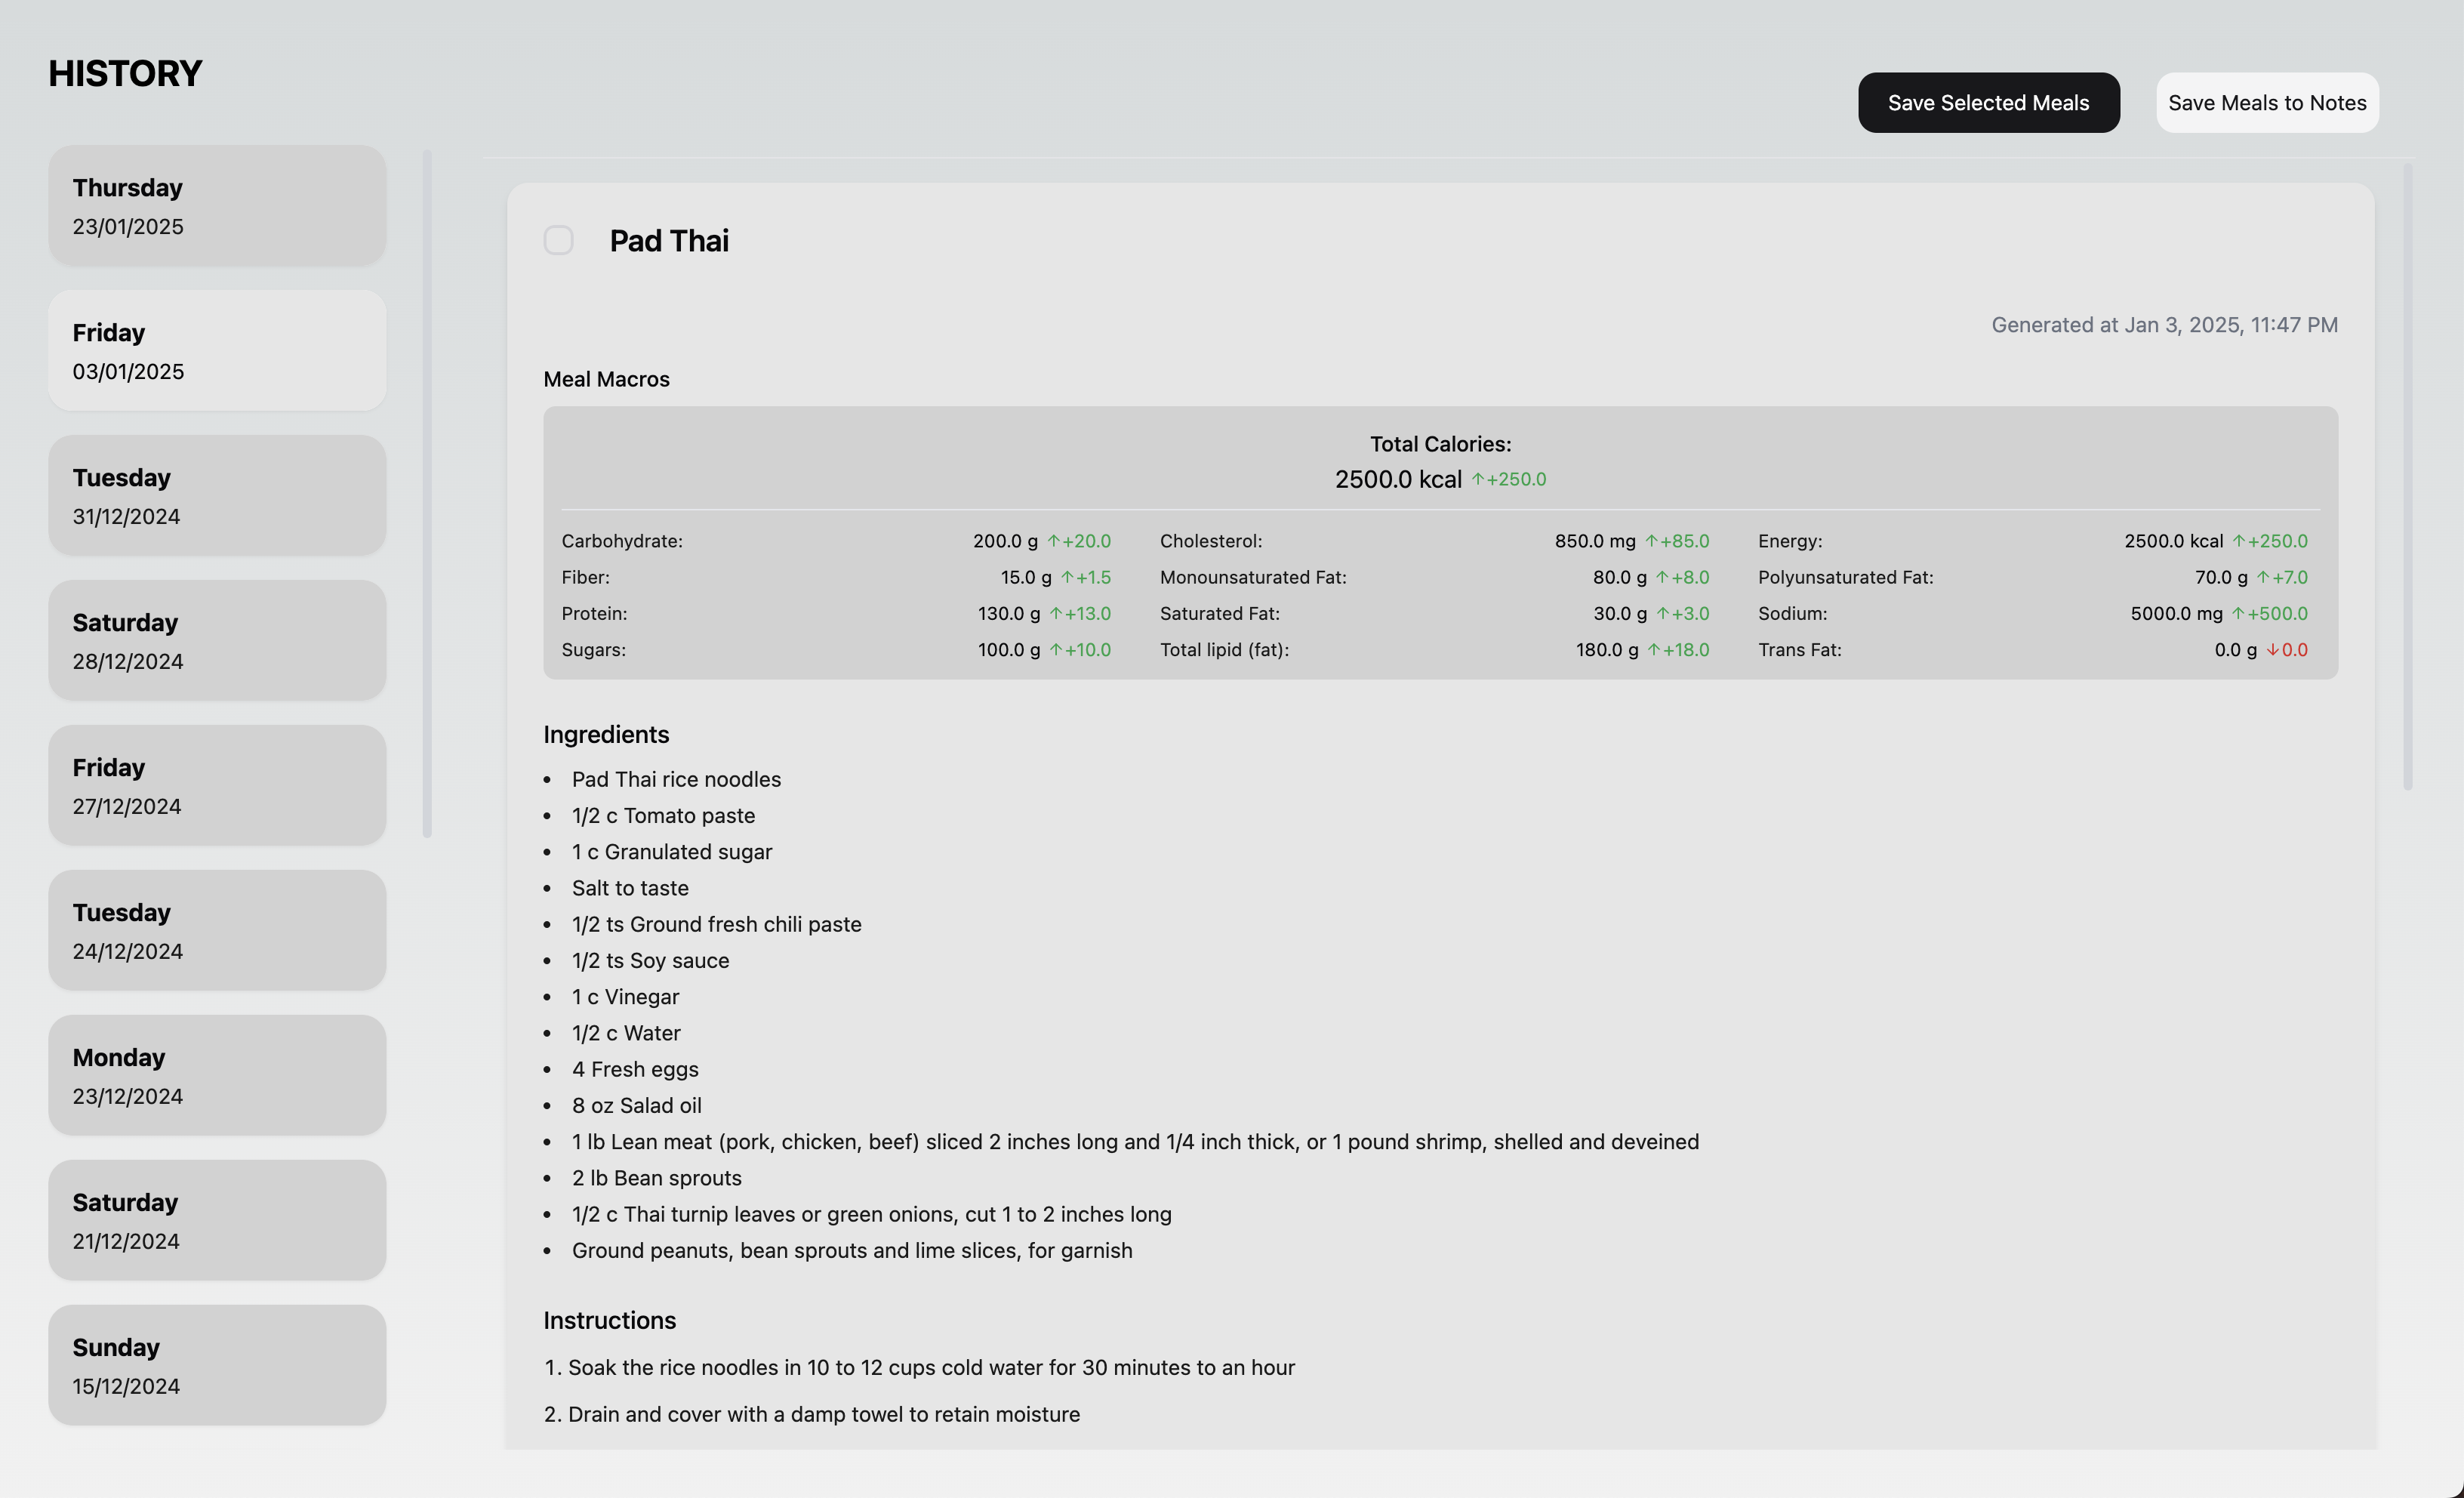 HISTORY
Save Selected Meals
Save Meals to Notes
Thursday
23/01/2025
Friday
03/01/2025
Tuesday
31/12/2024
Saturday
28/12/2024
Friday
27/12/2024
Tuesday
24/12/2024
Monday
23/12/2024
Saturday
21/12/2024
Sunday
15/12/2024
Pad Thai
Generated at Jan 3, 2025, 11:47 PM
Meal Macros
Total Calories:
2500.0 kcal ↑+250.0
Carbohydrate: 200.0 g ↑+20.0 Cholesterol: 850.0 mg ↑+85.0 Energy: 2500.0 kcal ↑+250.0
Fiber: 15.0 g ↑+1.5 Monounsaturated Fat: 80.0 g ↑+8.0 Polyunsaturated Fat: 70.0 g ↑+7.0
Protein: 130.0 g ↑+13.0 Saturated Fat: 30.0 g ↑+3.0 Sodium: 5000.0 mg ↑+500.0
Sugars: 100.0 g ↑+10.0 Total lipid (fat): 180.0 g ↑+18.0 Trans Fat: 0.0 g ↓0.0
Ingredients
• Pad Thai rice noodles
• 1/2 c Tomato paste
• 1 c Granulated sugar
• Salt to taste
• 1/2 ts Ground fresh chili paste
• 1/2 ts Soy sauce
• 1 c Vinegar
• 1/2 c Water
• 4 Fresh eggs
• 8 oz Salad oil
• 1 lb Lean meat (pork, chicken, beef) sliced 2 inches long and 1/4 inch thick, or 1 pound shrimp, shelled and deveined
• 2 lb Bean sprouts
• 1/2 c Thai turnip leaves or green onions, cut 1 to 2 inches long
• Ground peanuts, bean sprouts and lime slices, for garnish
Instructions
1. Soak the rice noodles in 10 to 12 cups cold water for 30 minutes to an hour
2. Drain and cover with a damp towel to retain moisture